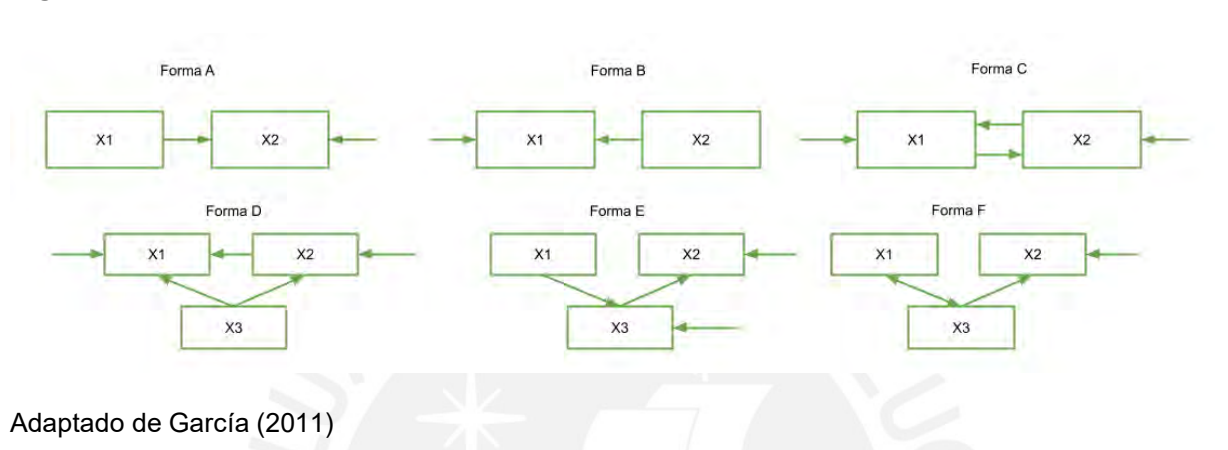 Forma A
Forma B
Forma C
X1
X2
X1
X2
X1
X2
Forma D
Forma E
Forma F
X1
X2
X1
X2
X1
X2
X3
X3
X3
Adaptado de García (2011)